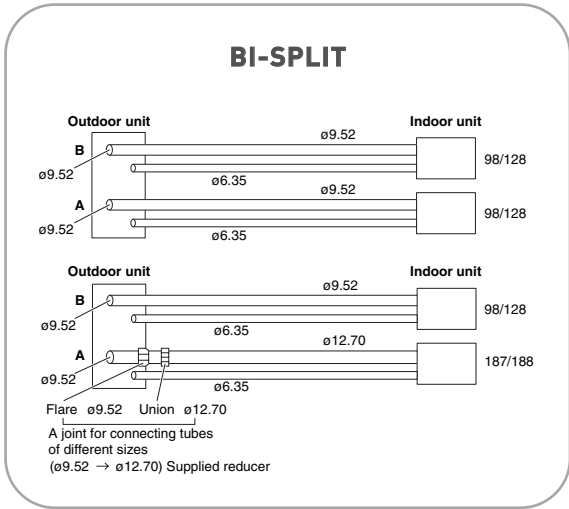 BI-SPLIT
Outdoor unit
Indoor unit
B
ø9.52
ø9.52
98/128
ø6.35
A
ø9.52
ø9.52
98/128
ø6.35
Outdoor unit
Indoor unit
B
ø9.52
ø9.52
98/128
ø6.35
A
ø12.70
ø9.52
187/188
ø6.35
Flare ø9.52 Union ø12.70
A joint for connecting tubes
of different sizes
(ø9.52 → ø12.70) Supplied reducer